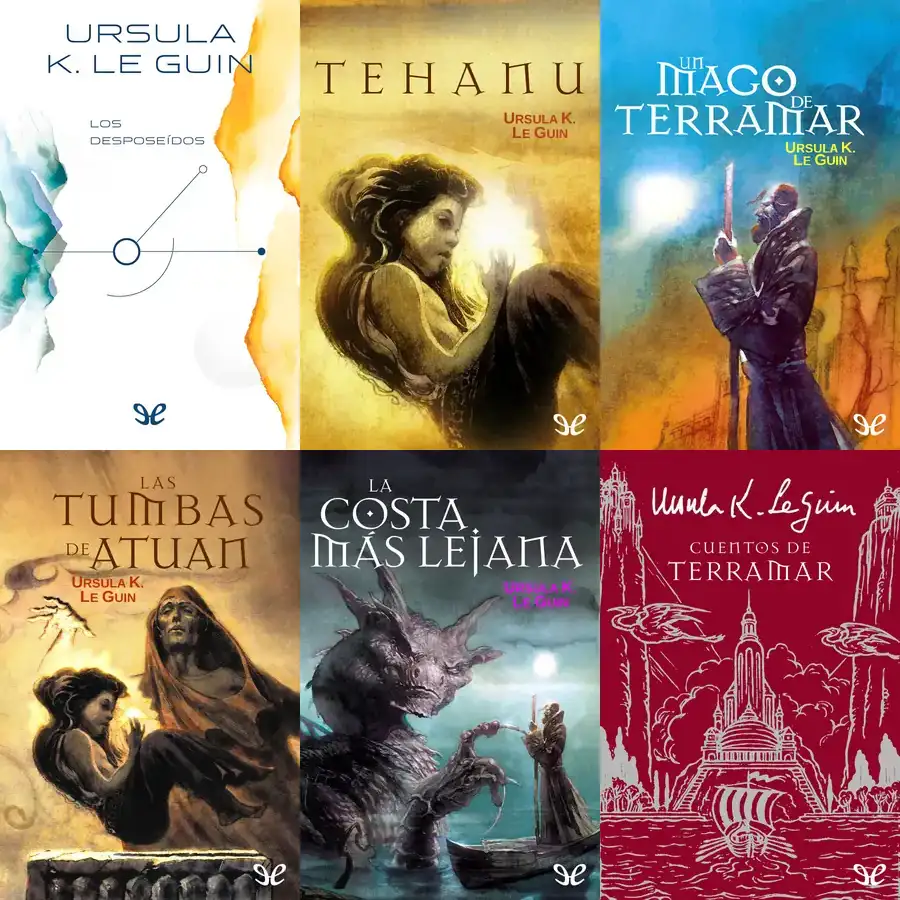 URSULA
K. LE GUIN
LOS
DESPOSEÍDOS
TEHANU
URSULA K.
LE GUIN
UN
MAGO
DE
TERRAMAR
URSULA K.
LE GUIN
LAS
TUMBAS
DE ATUAN
URSULA K.
LE GUIN
LA
COSTA
MÁS LEJANA
URSULA K.
LE GUIN
Ursula K. Le Guin
CUENTOS DE
TERRAMAR